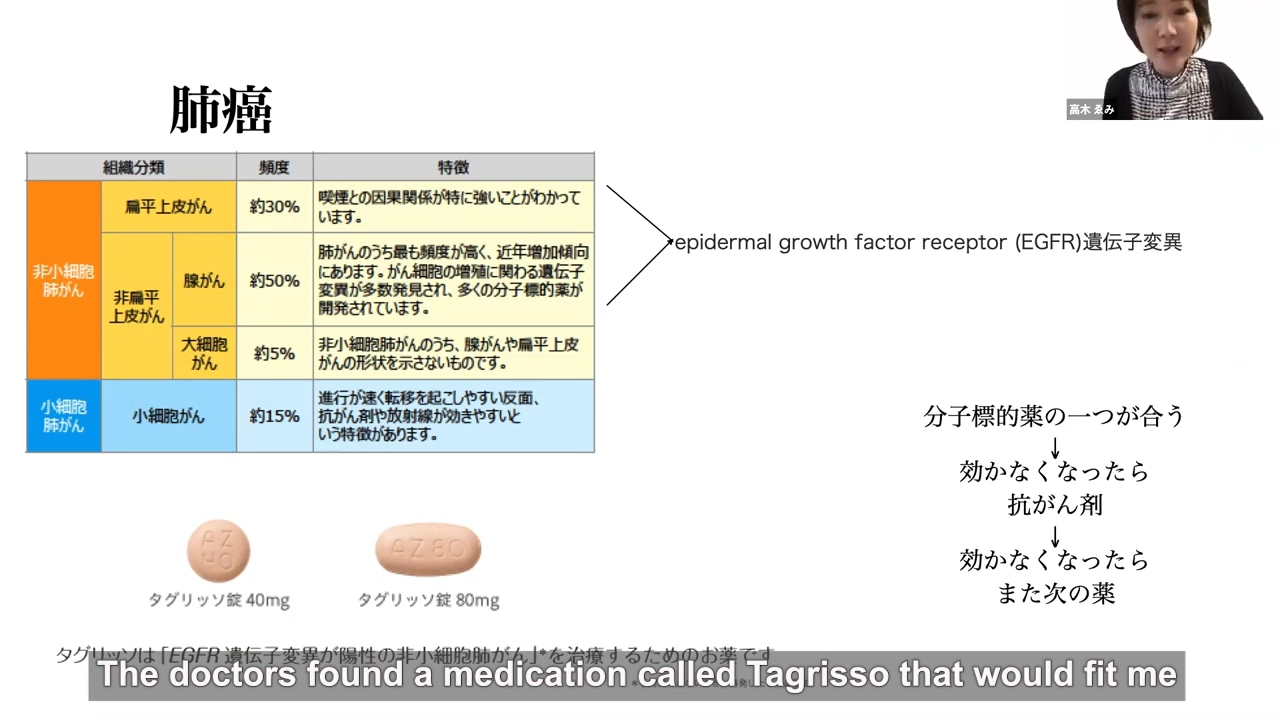 高木 ゑみ
肺癌
組織分類 頻度 特徴
非小細胞
肺がん
扁平上皮がん 約30% 喫煙との因果関係が特に強いことがわかって
います。
非扁平
上皮がん
腺がん 約50% 肺がんのうち最も頻度が高く、近年増加傾向
にあります。がん細胞の増殖に関わる遺伝子
変異が多数発見され、多くの分子標的薬が
開発されています。
大細胞
がん
約5% 非小細胞肺がんのうち、腺がんや扁平上皮
がんの形状を示さないものです。
小細胞
肺がん
小細胞がん 約15% 進行が速く転移を起こしやすい反面、
抗がん剤や放射線が効きやすいと
いう特徴があります。
epidermal growth factor receptor (EGFR)遺伝子変異
分子標的薬の一つが合う
↓
効かなくなったら
抗がん剤
↓
効かなくなったら
また次の薬
AZ
40
AZ 80
タグリッソ錠 40mg
タグリッソ錠 80mg
タグリッソは「EGFR 遺伝子変異が陽性の非小細胞肺がん」*を治療するためのお薬です
The doctors found a medication called Tagrisso that would fit me